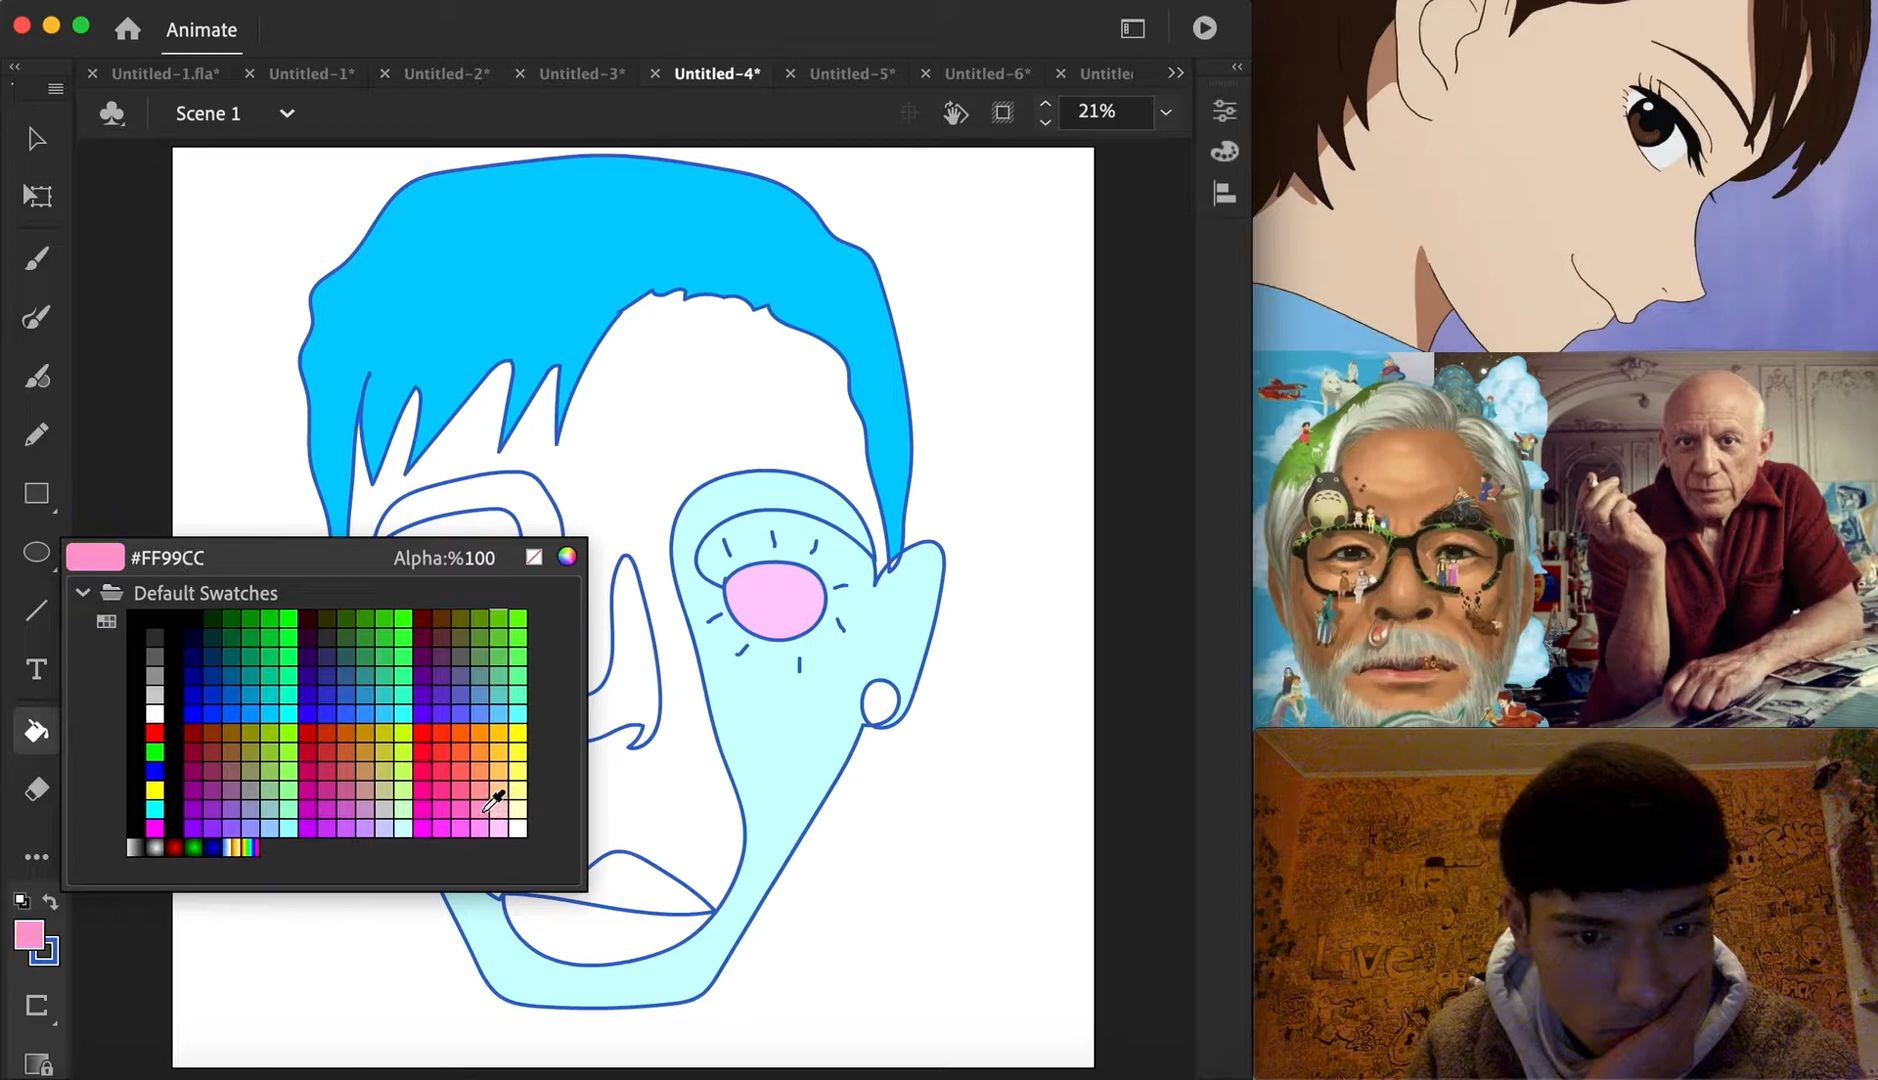 Animate
Untitled-1.fla* Untitled-1* Untitled-2* Untitled-3* Untitled-4* Untitled-5* Untitled-6*
Scene 1
21%
#FF99CC Alpha:%100
Default Swatches
T
Live